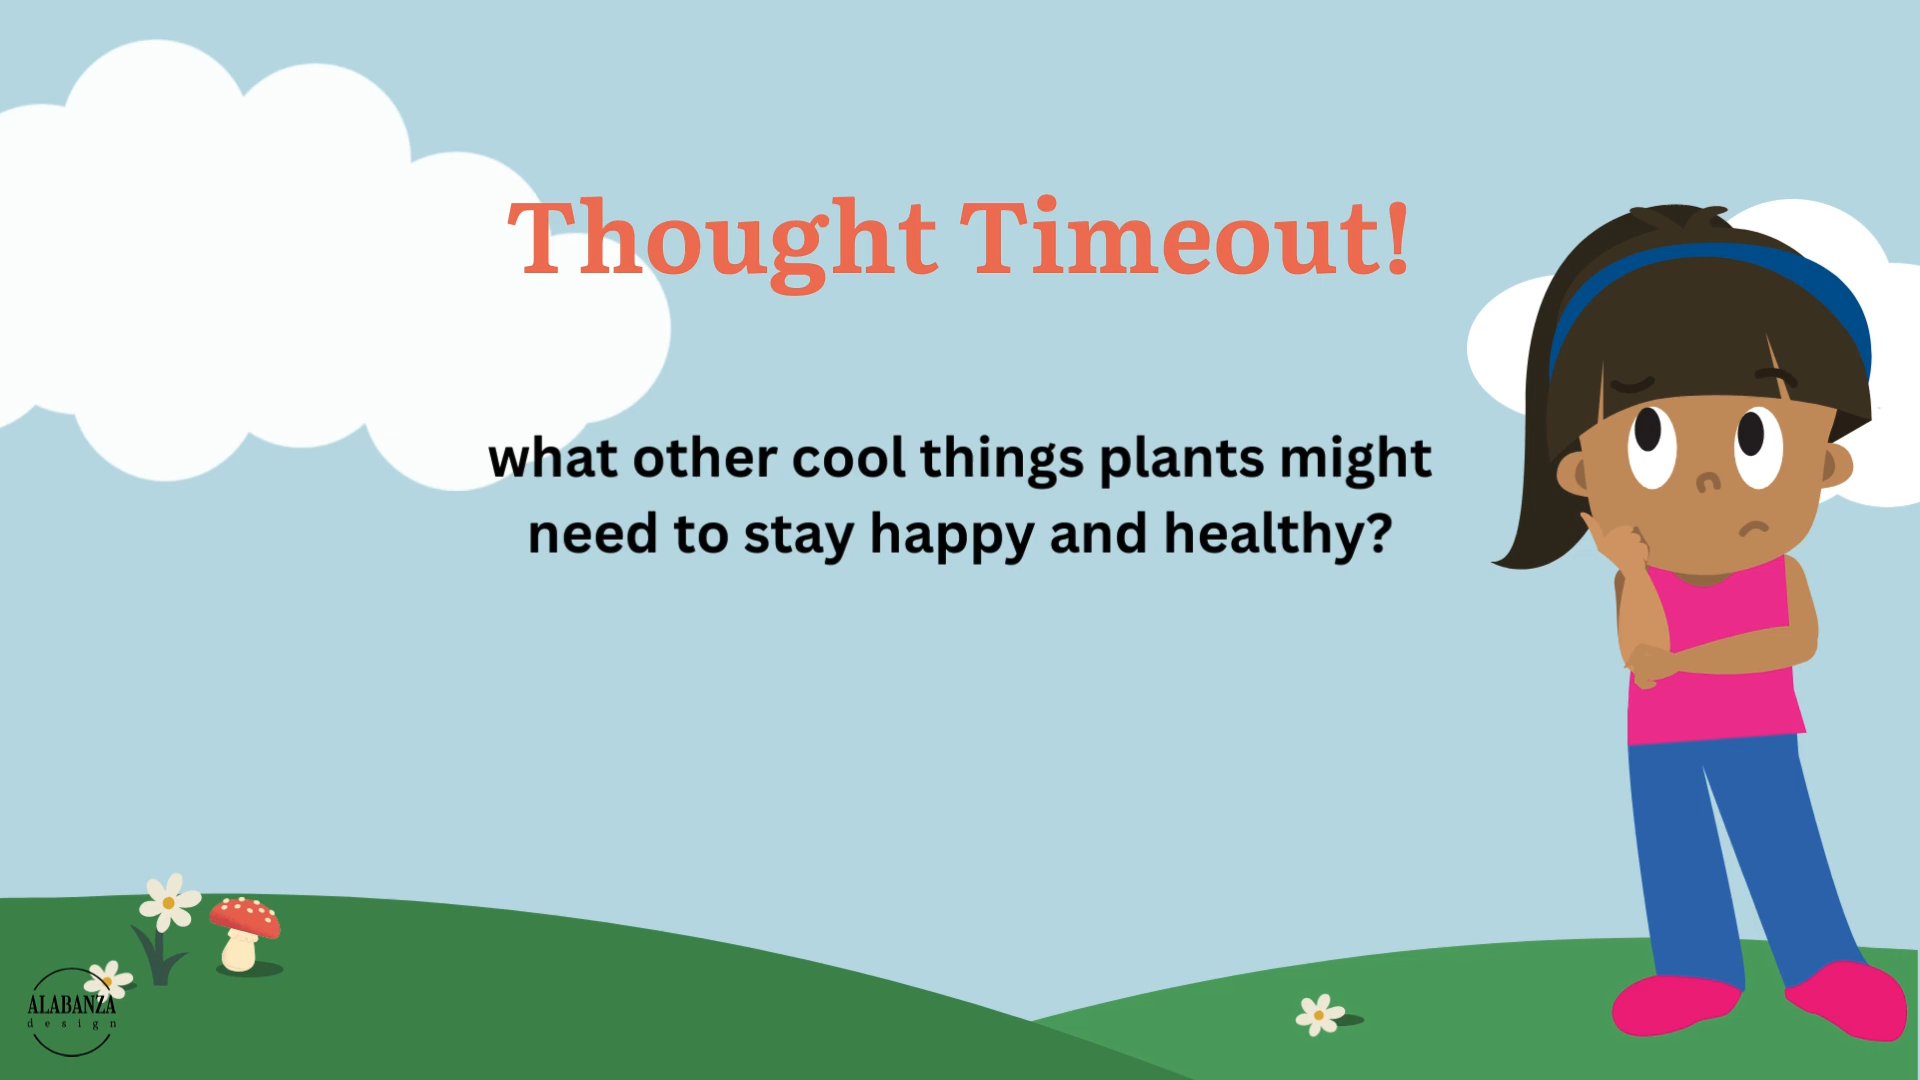 Thought Timeout!
what other cool things plants might
need to stay happy and healthy?
ALABANZA
design